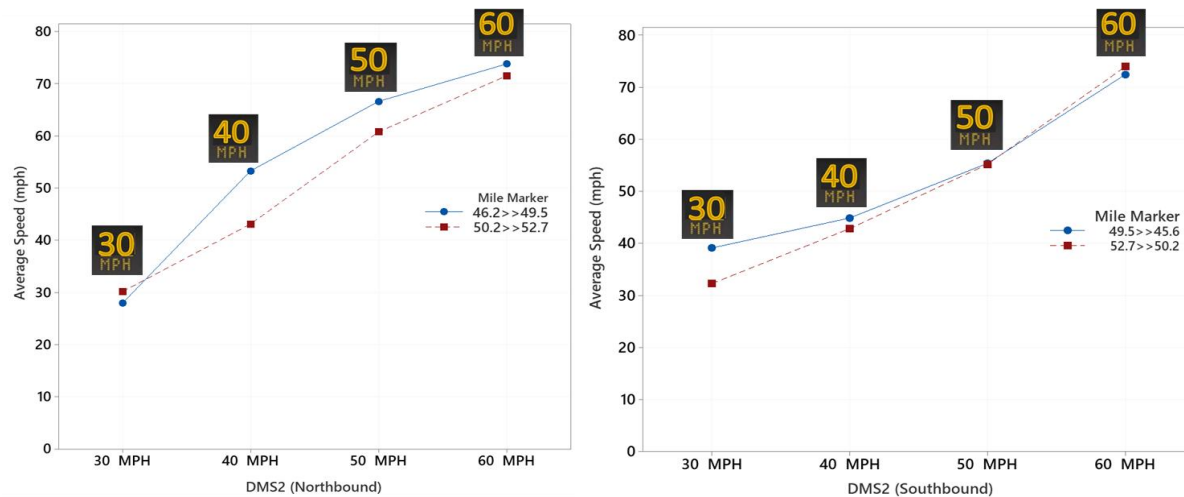 80
70
60
50
40
30
20
10
0
Average Speed (mph)
30 MPH
40 MPH
50 MPH
60 MPH
30 MPH
40 MPH
50 MPH
60 MPH
DMS2 (Northbound)
Mile Marker
46.2>>49.5
50.2>>52.7
80
70
60
50
40
30
20
10
0
Average Speed (mph)
30 MPH
40 MPH
50 MPH
60 MPH
30 MPH
40 MPH
50 MPH
60 MPH
DMS2 (Southbound)
Mile Marker
49.5>>45.6
52.7>>50.2